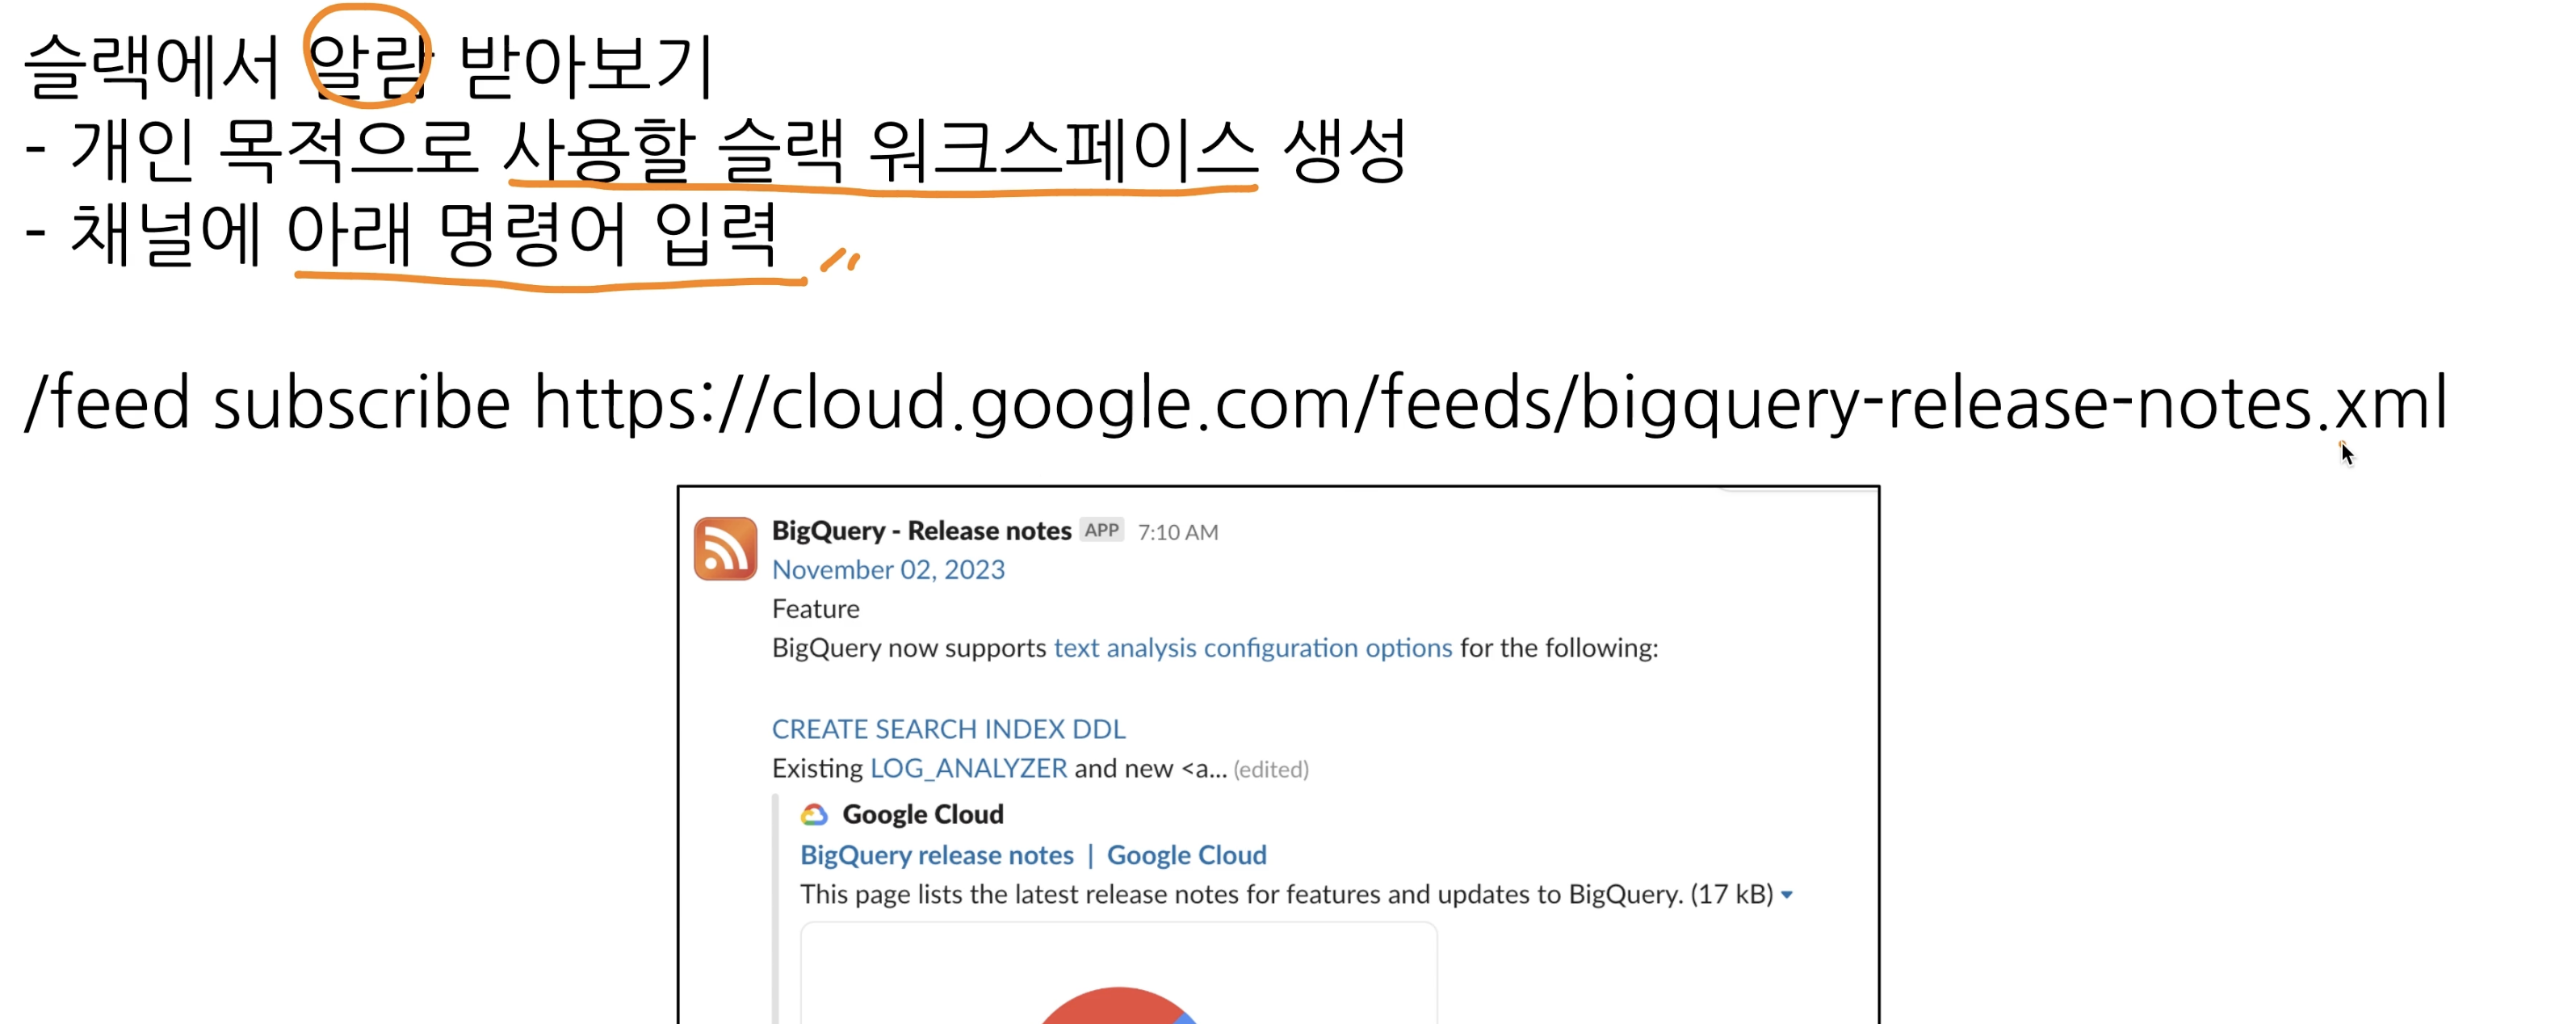 슬랙에서 알람 받아보기
- 개인 목적으로 사용할 슬랙 워크스페이스 생성
- 채널에 아래 명령어 입력
/feed subscribe https://cloud.google.com/feeds/bigquery-release-notes.xml
BigQuery - Release notes APP 7:10 AM
November 02, 2023
Feature
BigQuery now supports text analysis configuration options for the following:
CREATE SEARCH INDEX DDL
Existing LOG_ANALYZER and new <a... (edited)
Google Cloud
BigQuery release notes | Google Cloud
This page lists the latest release notes for features and updates to BigQuery. (17 kB)